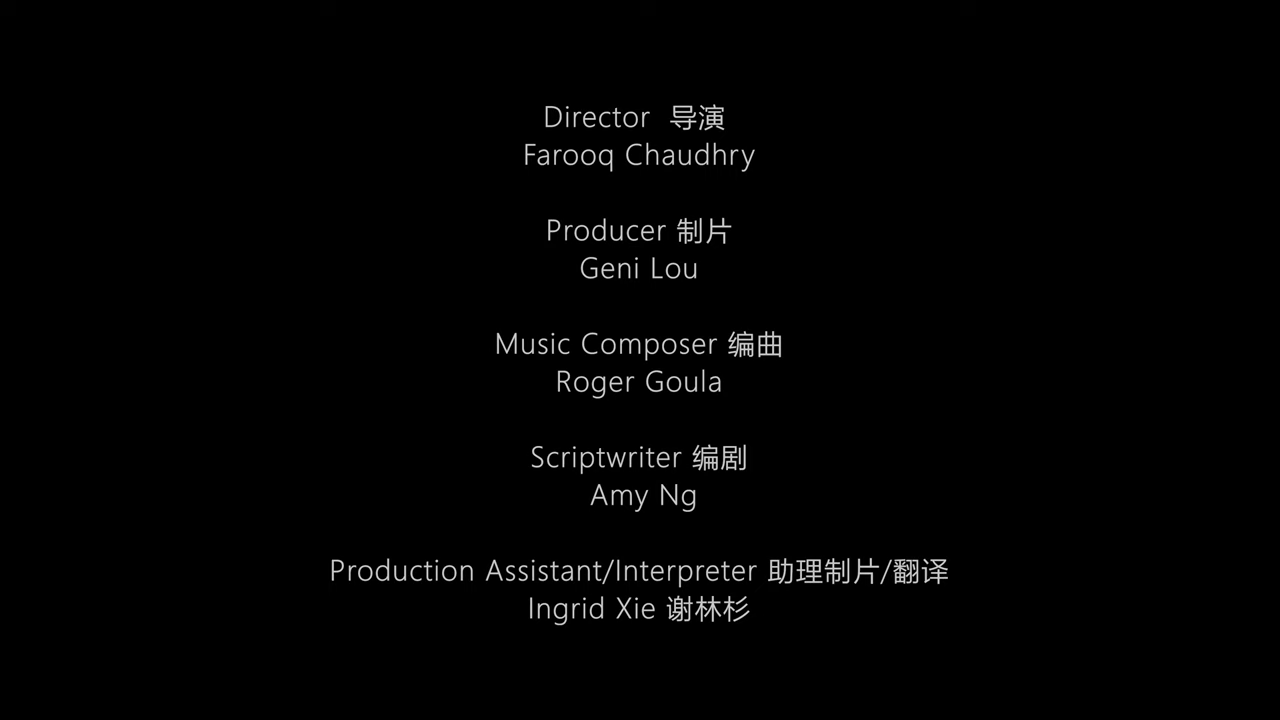 Director 导演
Farooq Chaudhry
Producer 制片
Geni Lou
Music Composer 编曲
Roger Goula
Scriptwriter 编剧
Amy Ng
Production Assistant/Interpreter 助理制片/翻译
Ingrid Xie 谢林杉